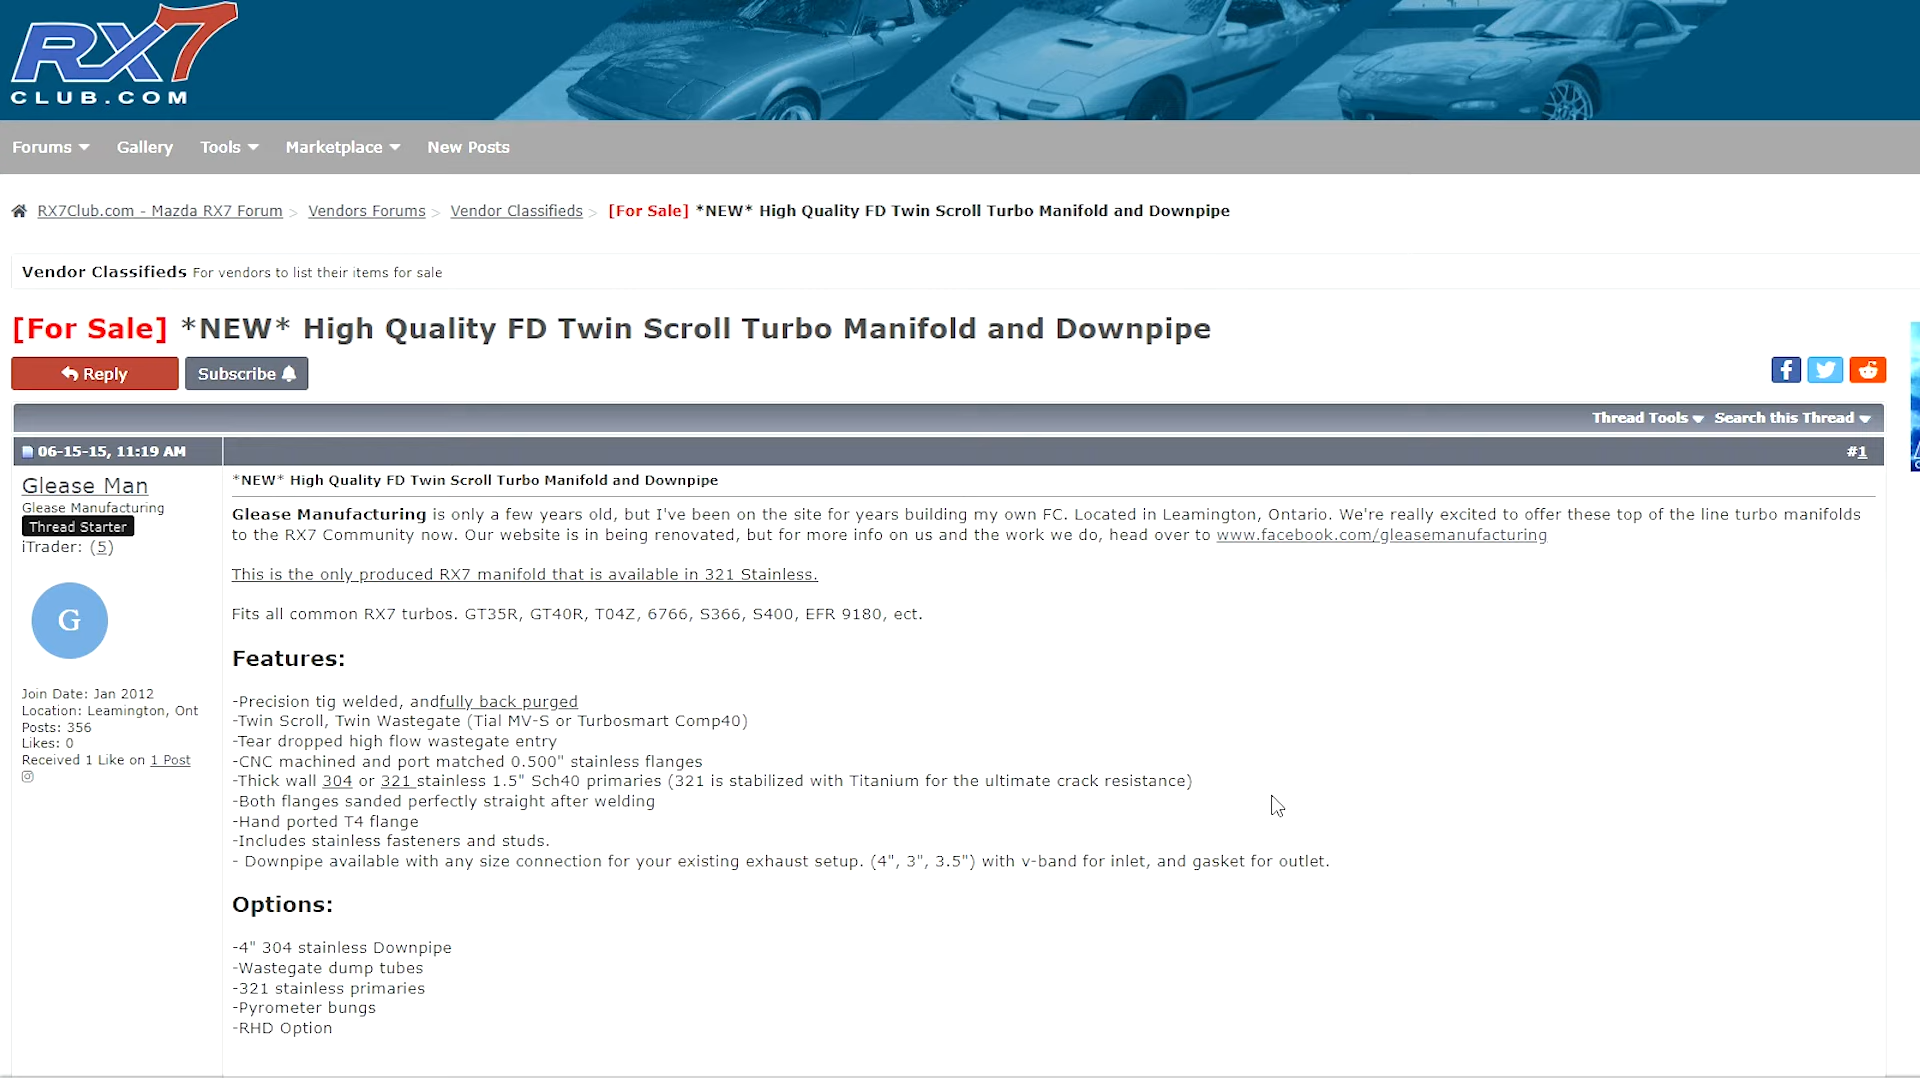 RX7
CLUB.COM
Forums Gallery Tools Marketplace New Posts
RX7Club.com - Mazda RX7 Forum > Vendors Forums > Vendor Classifieds > [For Sale] *NEW* High Quality FD Twin Scroll Turbo Manifold and Downpipe
Vendor Classifieds For vendors to list their items for sale
[For Sale] *NEW* High Quality FD Twin Scroll Turbo Manifold and Downpipe
Reply Subscribe
Thread Tools Search this Thread
06-15-15, 11:19 AM #1
Glease Man
Glease Manufacturing
Thread Starter
iTrader: (5)
G
Join Date: Jan 2012
Location: Leamington, Ont
Posts: 356
Likes: 0
Received 1 Like on 1 Post
*NEW* High Quality FD Twin Scroll Turbo Manifold and Downpipe
Glease Manufacturing is only a few years old, but I've been on the site for years building my own FC. Located in Leamington, Ontario. We're really excited to offer these top of the line turbo manifolds
to the RX7 Community now. Our website is in being renovated, but for more info on us and the work we do, head over to www.facebook.com/gleasemanufacturing
This is the only produced RX7 manifold that is available in 321 Stainless.
Fits all common RX7 turbos. GT35R, GT40R, T04Z, 6766, S366, S400, EFR 9180, ect.
Features:
-Precision tig welded, andfully back purged
-Twin Scroll, Twin Wastegate (Tial MV-S or Turbosmart Comp40)
-Tear dropped high flow wastegate entry
-CNC machined and port matched 0.500" stainless flanges
-Thick wall 304 or 321 stainless 1.5" Sch40 primaries (321 is stabilized with Titanium for the ultimate crack resistance)
-Both flanges sanded perfectly straight after welding
-Hand ported T4 flange
-Includes stainless fasteners and studs.
- Downpipe available with any size connection for your existing exhaust setup. (4", 3", 3.5") with v-band for inlet, and gasket for outlet.
Options:
-4" 304 stainless Downpipe
-Wastegate dump tubes
-321 stainless primaries
-Pyrometer bungs
-RHD Option